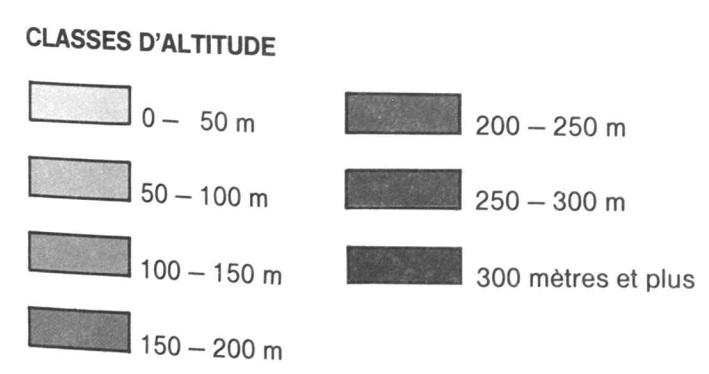 CLASSES D'ALTITUDE
0 – 50 m
50 – 100 m
100 – 150 m
150 – 200 m
200 – 250 m
250 – 300 m
300 mètres et plus